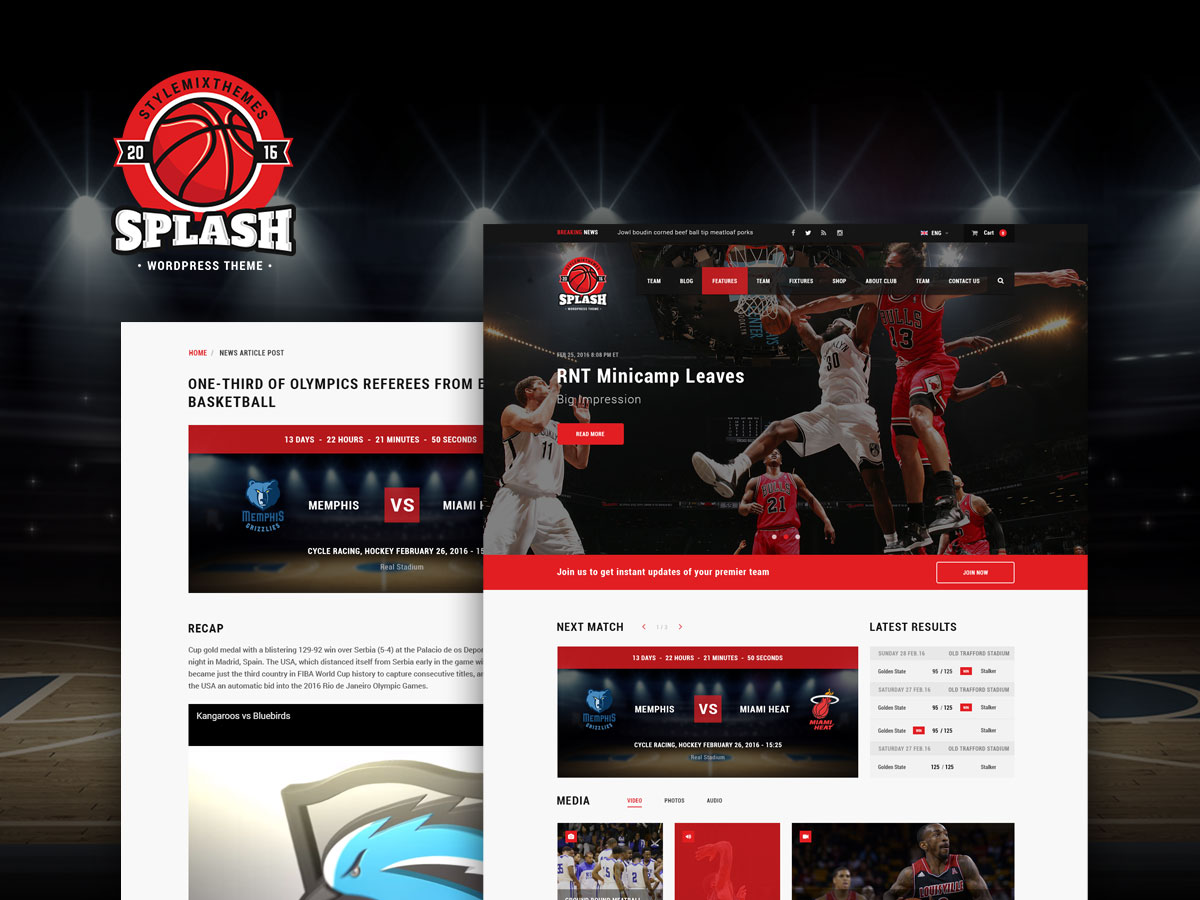 STYLEMIXTHEMES
20 16
SPLASH
• WORDPRESS THEME •
HOME / NEWS ARTICLE POST
ONE-THIRD OF OLYMPICS REFEREES FROM
BASKETBALL
13 DAYS - 22 HOURS - 21 MINUTES - 50 SECONDS
MEMPHIS GRIZZLIES
MEMPHIS VS MIAMI
CYCLE RACING, HOCKEY FEBRUARY 26, 2016 - 15
Real Stadium
RECAP
Cup gold medal with a blistering 129-92 win over Serbia (5-4) at the Palacio de os Depor
night in Madrid, Spain. The USA, which distanced itself from Serbia early in the game wi
became just the third country in FIBA World Cup history to capture consecutive titles, a
the USA an automatic bid into the 2016 Rio de Janeiro Olympic Games.
Kangaroos vs Bluebirds
BREAKING NEWS Jowl boudin corned beef ball tip meatloaf porks ENG Cart
SPLASH
WORDPRESS THEME
TEAM BLOG FEATURES TEAM FIXTURES SHOP ABOUT CLUB TEAM CONTACT US
FEB 25, 2016 8:08 PM ET
RNT Minicamp Leaves
Big Impression
READ MORE
11
30
BULLS
13
BULLS
21
Join us to get instant updates of your premier team JOIN NOW
NEXT MATCH 1 / 3
13 DAYS - 22 HOURS - 21 MINUTES - 50 SECONDS
MEMPHIS GRIZZLIES
MEMPHIS VS MIAMI HEAT
MIAMI HEAT
CYCLE RACING, HOCKEY FEBRUARY 26, 2016 - 15:25
Real Stadium
LATEST RESULTS
SUNDAY 28 FEB.16 OLD TRAFFORD STADIUM
Golden State 95 / 125 WIN Stalker
SATURDAY 27 FEB.16 OLD TRAFFORD STADIUM
Golden State 95 / 125 WIN Stalker
Golden State WIN 95 / 125 Stalker
SATURDAY 27 FEB.16 OLD TRAFFORD STADIUM
Golden State 125 / 125 Stalker
MEDIA VIDEO PHOTOS AUDIO
LOUISVILLE